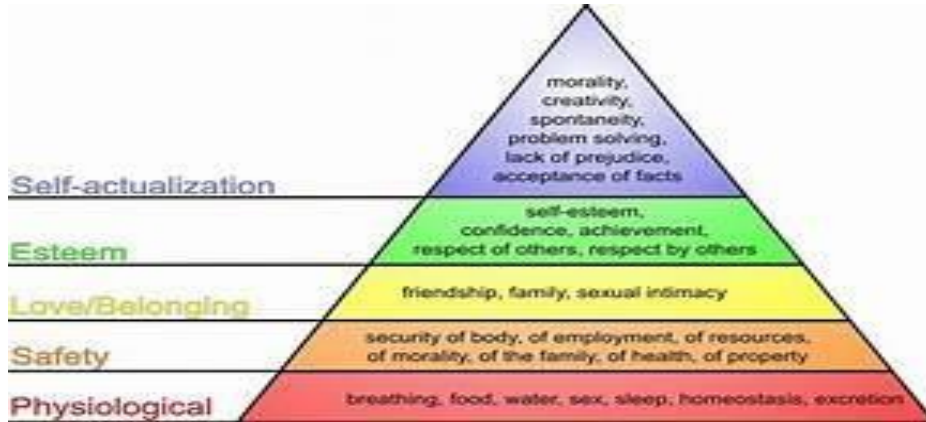 morality,
creativity,
spontaneity,
problem solving,
lack of prejudice,
acceptance of facts
Self-actualization
self-esteem,
confidence, achievement,
respect of others, respect by others
Esteem
friendship, family, sexual intimacy
Love/Belonging
security of body, of employment, of resources,
of morality, of the family, of health, of property
Safety
breathing, food, water, sex, sleep, homeostasis, excretion
Physiological